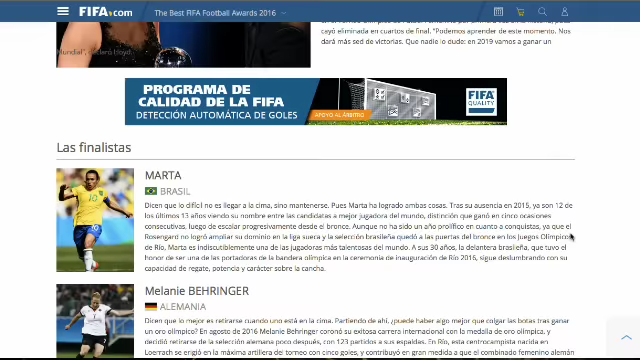 FIFA.com
The Best FIFA Football Awards 2016
cayó eliminada en cuartos de final. "Podemos aprender de este momento. Nos
dará más sed de victorias. Que nadie lo dude: en 2019 vamos a ganar un
Mundial",
PROGRAMA DE
CALIDAD DE LA FIFA
DETECCIÓN AUTOMÁTICA DE GOLES
APOYO AL ÁRBITRO
FIFA
QUALITY
Las finalistas
MARTA
BRASIL
Dicen que lo difícil no es llegar a la cima, sino mantenerse. Pues Marta ha logrado ambas cosas. Tras su ausencia en 2015, ya son 12 de
los últimos 13 años viendo su nombre entre las candidatas a mejor jugadora del mundo, distinción que ganó en cinco ocasiones
consecutivas, luego de escalar progresivamente desde el bronce. Aunque no ha sido un año prolífico en cuanto a conquistas, ya que el
Rosengard no logró ampliar su dominio en la liga sueca y la selección brasileña quedó a las puertas del bronce en los Juegos Olímpicos
de Río, Marta es indiscutiblemente una de las jugadoras más talentosas del mundo. A sus 30 años, la delantera brasileña, que tuvo el
honor de ser una de las portadoras de la bandera olímpica en la ceremonia de inauguración de Río 2016, sigue deslumbrando con su
capacidad de regate, potencia y carácter sobre la cancha.
Melanie BEHRINGER
ALEMANIA
Dicen que lo mejor es retirarse cuando uno está en la cima. Partiendo de ahí, ¿puede haber algo mejor que colgar las botas tras ganar
un oro olímpico? En agosto de 2016 Melanie Behringer coronó su exitosa carrera internacional con la medalla de oro olímpica, y
decidió retirarse de la selección alemana poco después, con 123 partidos a sus espaldas. En Río, esta centrocampista nacida en
Loerrach se erigió en la máxima artillera del torneo con cinco goles, y contribuyó en gran medida a que el combinado femenino alemán